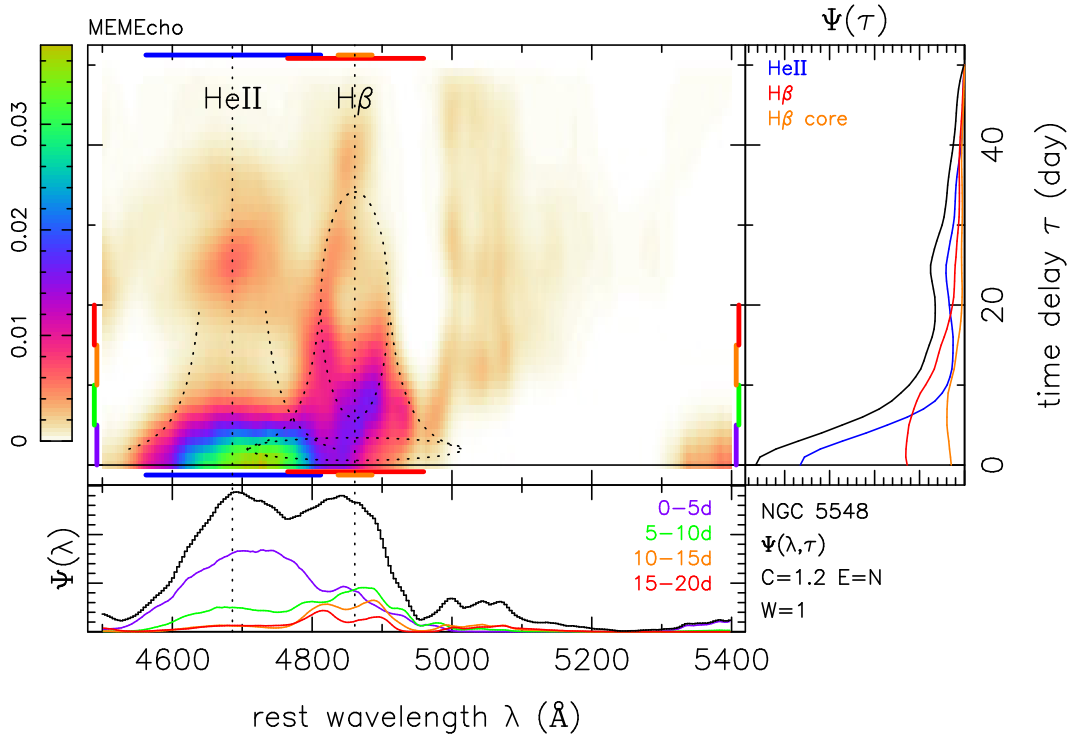 MEMEcho
Ψ(τ)
HeII
Hβ
HeII
Hβ
Hβ core
0
0.01
0.02
0.03
0
20
40
time delay τ (day)
Ψ(λ)
0−5d
5−10d
10−15d
15−20d
NGC 5548
Ψ(λ,τ)
C=1.2 E=N
W=1
4600 4800 5000 5200 5400
rest wavelength λ (Å)